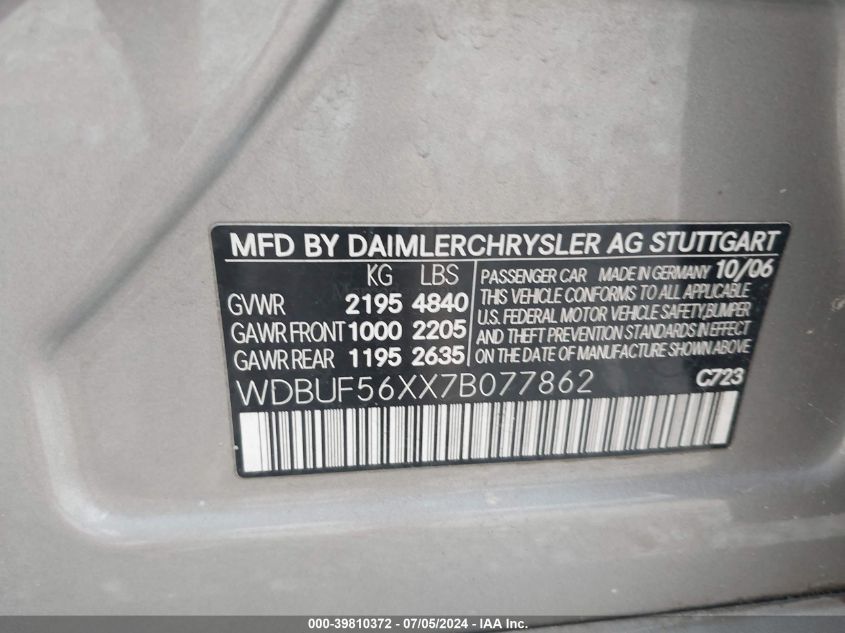 MFD BY DAIMLERCHRYSLER AG STUTTGART
KG LBS
GVWR 2195 4840
GAWR FRONT 1000 2205
GAWR REAR 1195 2635
PASSENGER CAR MADE IN GERMANY 10/06
THIS VEHICLE CONFORMS TO ALL APPLICABLE
U.S. FEDERAL MOTOR VEHICLE SAFETY,BUMPER
AND THEFT PREVENTION STANDARDS IN EFFECT
ON THE DATE OF MANUFACTURE SHOWN ABOVE
WDBUF56XX7B077862 C723
000-39810372 - 07/05/2024 - IAA Inc.